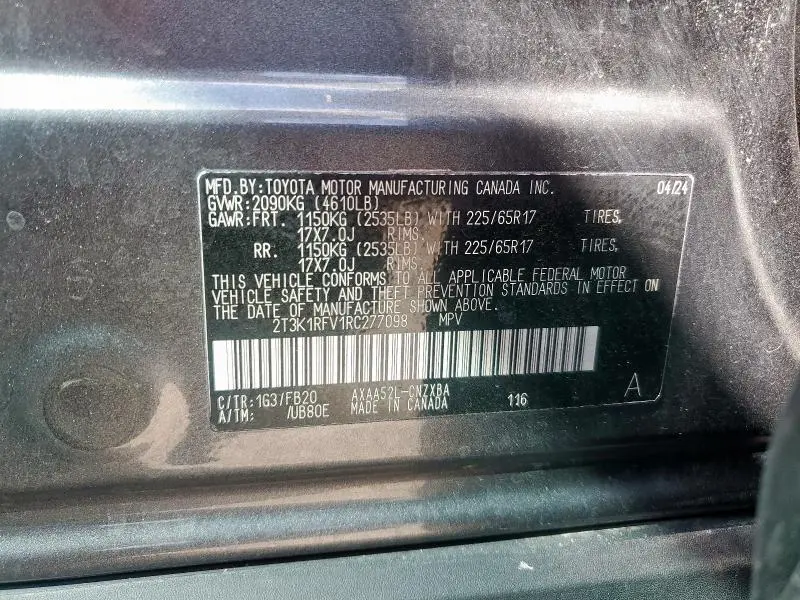 MFD.BY:TOYOTA MOTOR MANUFACTURING CANADA INC. 04/24
GVWR:2090KG (4610LB)
GAWR:FRT. 1150KG (2535LB) WITH 225/65R17 TIRES,
17X7.0J RIMS,
RR. 1150KG (2535LB) WITH 225/65R17 TIRES,
17X7.0J RIMS,
THIS VEHICLE CONFORMS TO ALL APPLICABLE FEDERAL MOTOR
VEHICLE SAFETY AND THEFT PREVENTION STANDARDS IN EFFECT ON
THE DATE OF MANUFACTURE SHOWN ABOVE.
2T3K1RFV1RC277098 MPV
C/TR:1G3/FB20 AXAA52L-CNZXBA
A/TM: /UB80E MADE IN CANADA 116 A